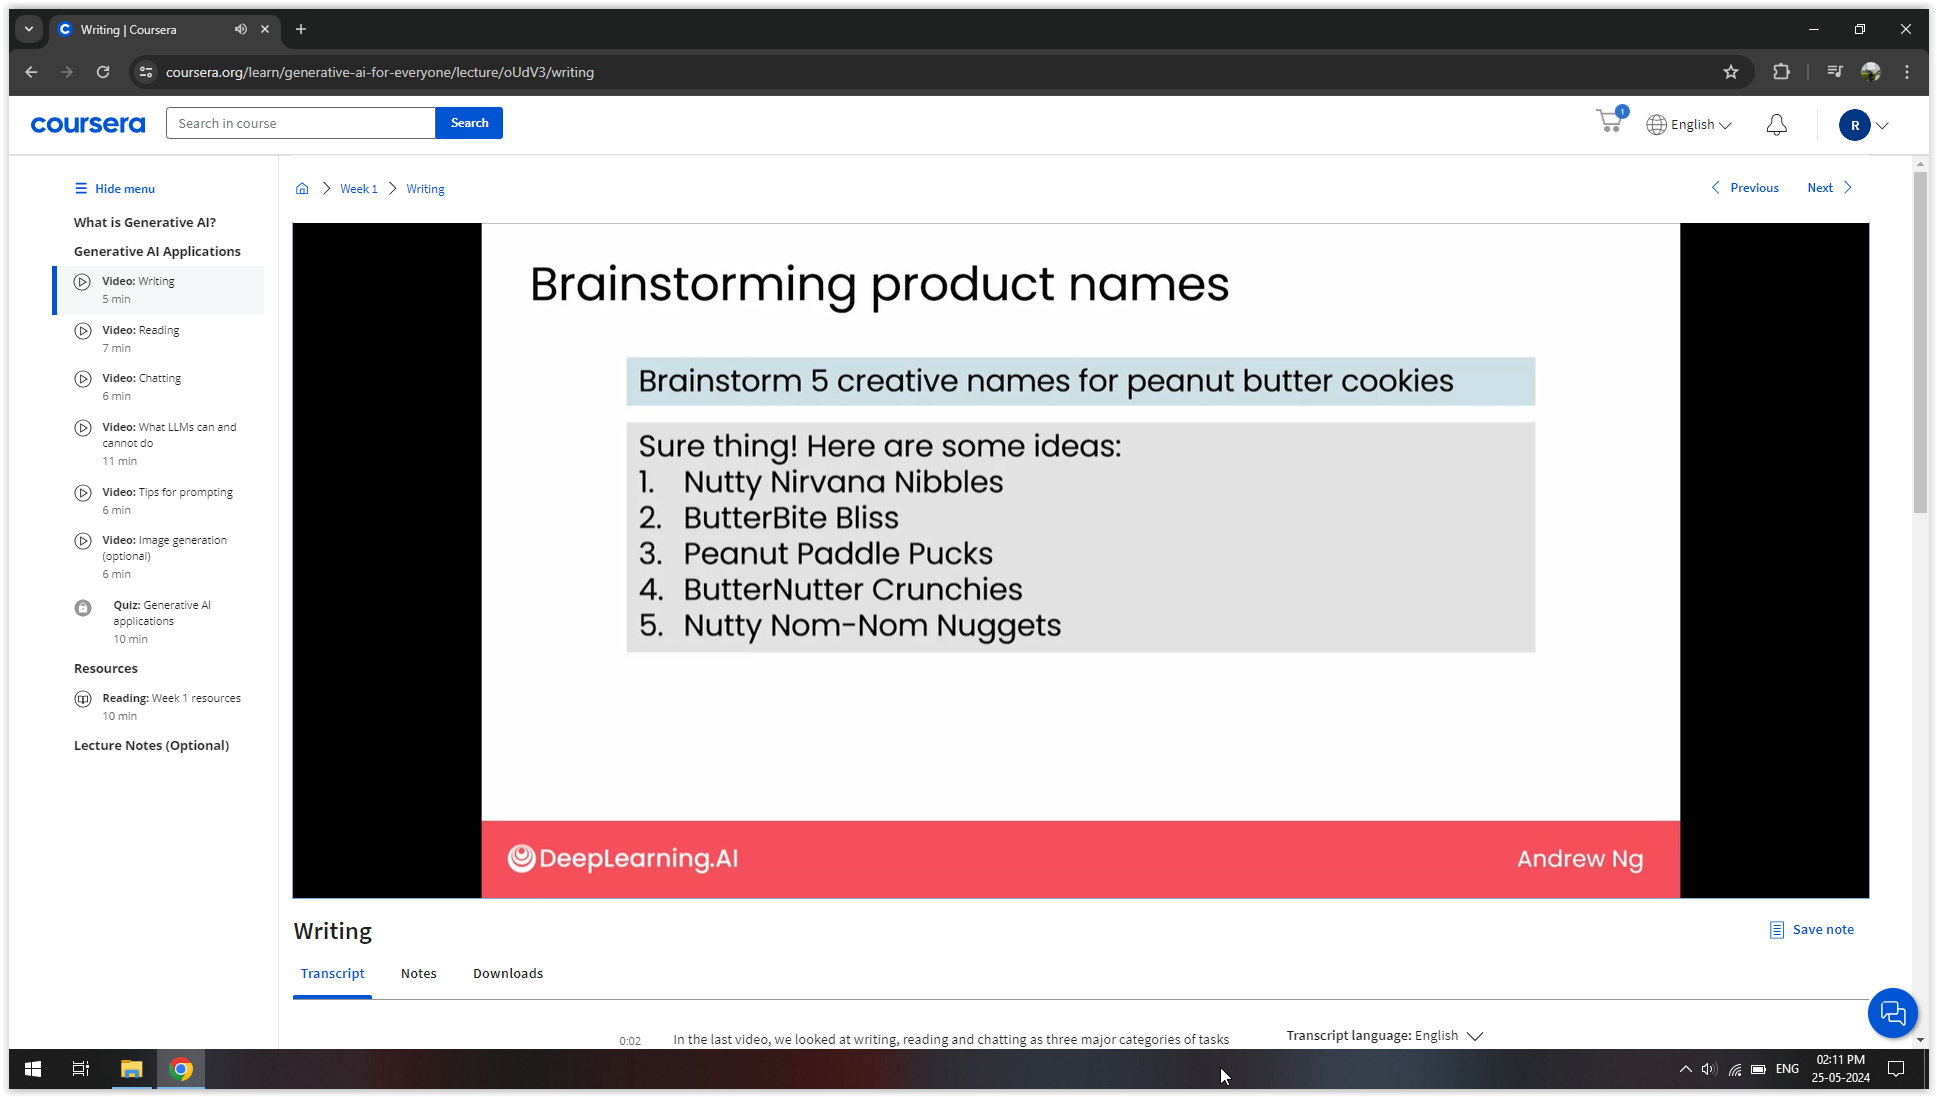 Writing | Coursera
coursera.org/learn/generative-ai-for-everyone/lecture/oUdV3/writing
coursera
Search in course
Search
1
English
R
Hide menu
What is Generative AI?
Generative AI Applications
Video: Writing
5 min
Video: Reading
7 min
Video: Chatting
6 min
Video: What LLMs can and
cannot do
11 min
Video: Tips for prompting
6 min
Video: Image generation
(optional)
6 min
Quiz: Generative AI
applications
10 min
Resources
Reading: Week 1 resources
10 min
Lecture Notes (Optional)
Week 1
Writing
Previous
Next
Brainstorming product names
Brainstorm 5 creative names for peanut butter cookies
Sure thing! Here are some ideas:
1. Nutty Nirvana Nibbles
2. ButterBite Bliss
3. Peanut Paddle Pucks
4. ButterNutter Crunchies
5. Nutty Nom-Nom Nuggets
DeepLearning.AI
Andrew Ng
Writing
Save note
Transcript
Notes
Downloads
0:02
In the last video, we looked at writing, reading and chatting as three major categories of tasks
Transcript language: English
ENG
02:11 PM
25-05-2024